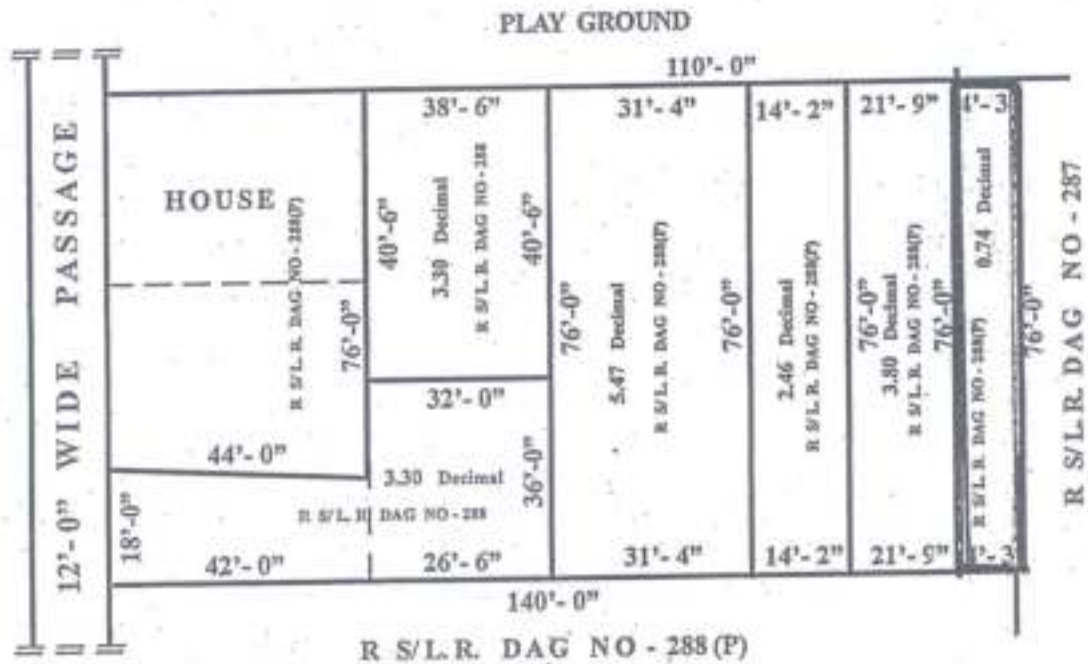 PLAY GROUND
110'- 0"
38'- 6"
31'- 4"
14'- 2"
21'- 9"
4'- 3
12'- 0" WIDE PASSAGE
HOUSE
R S/L. R. DAG NO - 288(P)
76'-0"
40'-6"
3.30 Decimal
R S/L. R. DAG NO - 288
40'-6"
76'-0"
5.47 Decimal
R S/L. R. DAG NO - 288(P)
76'-0"
2.46 Decimal
R S/L. R. DAG NO - 288(P)
76'-0"
3.80 Decimal
R S/L. R. DAG NO - 288(P)
76'-0"
R S/L. R. DAG NO - 288(P) 0.74 Decimal
76'-0"
R S/L. R. DAG NO - 287
32'- 0"
44'- 0"
3.30 Decimal
36'-0"
R S/L. R DAG NO - 288
18'-0"
42'- 0"
26'- 6"
31'- 4"
14'- 2"
21'- 9"
'- 3
140'- 0"
R S/L. R. DAG NO - 288 (P)